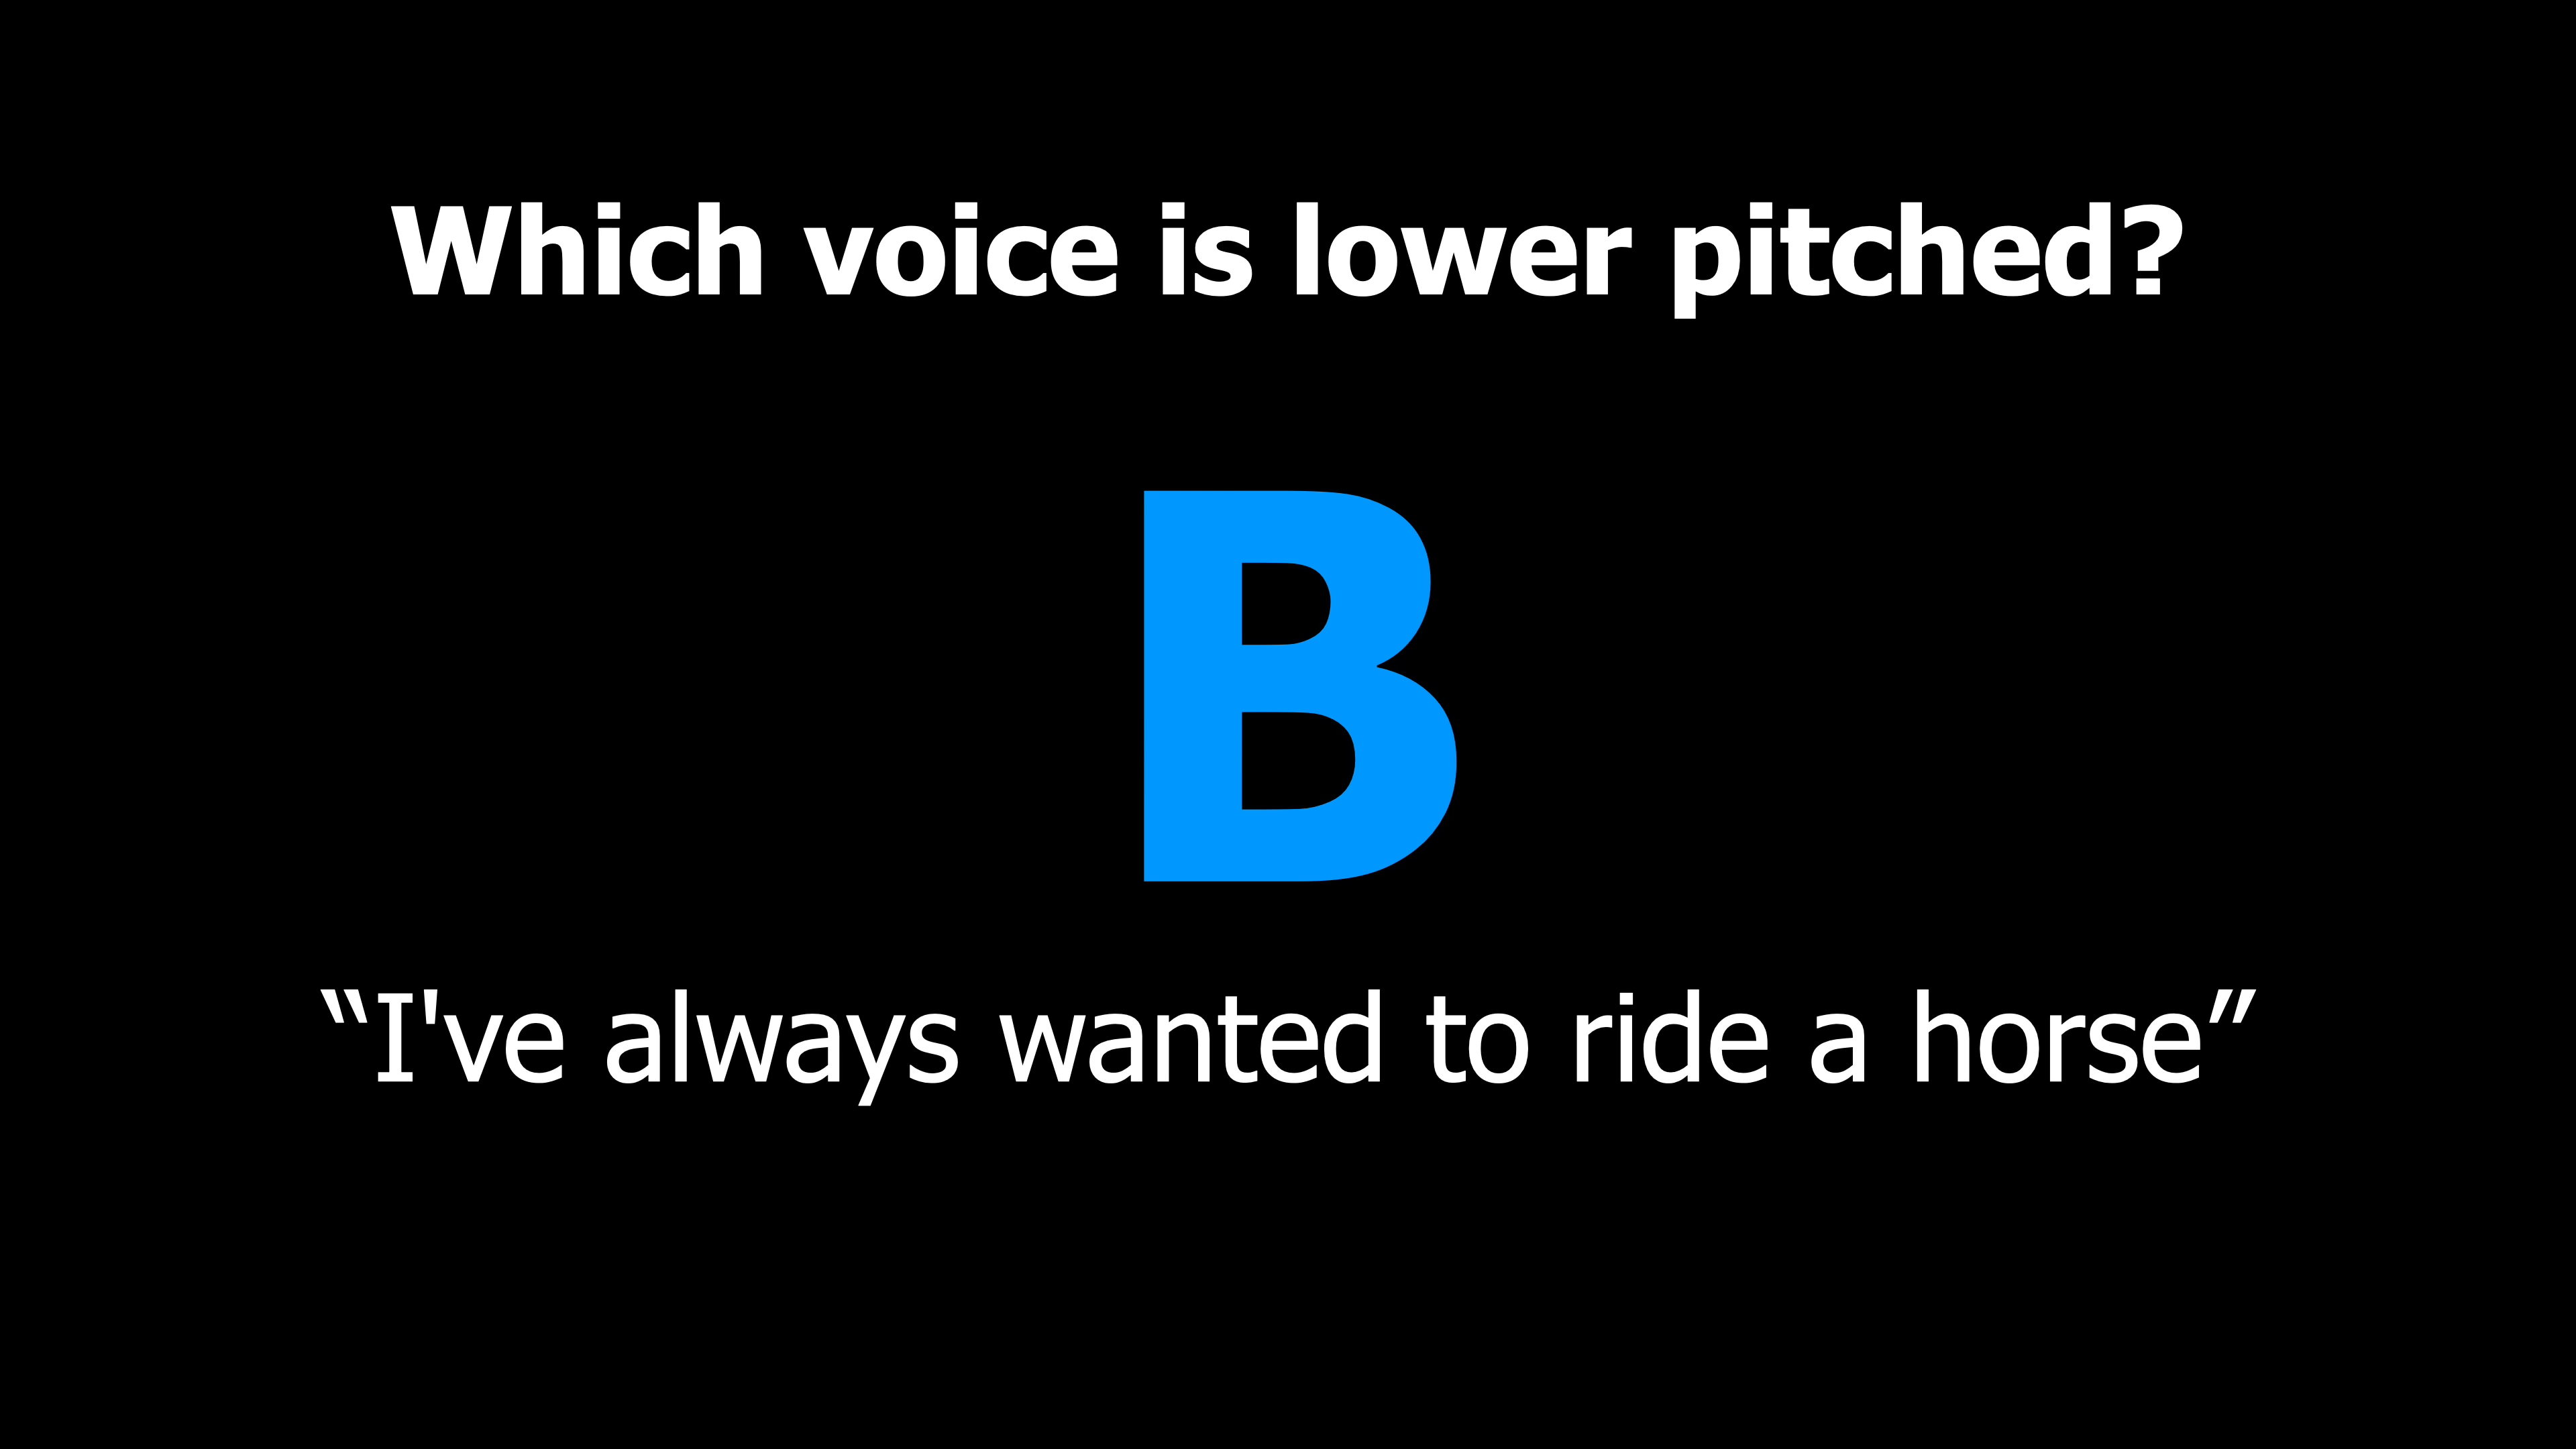 Which voice is lower pitched?
B
“I've always wanted to ride a horse”